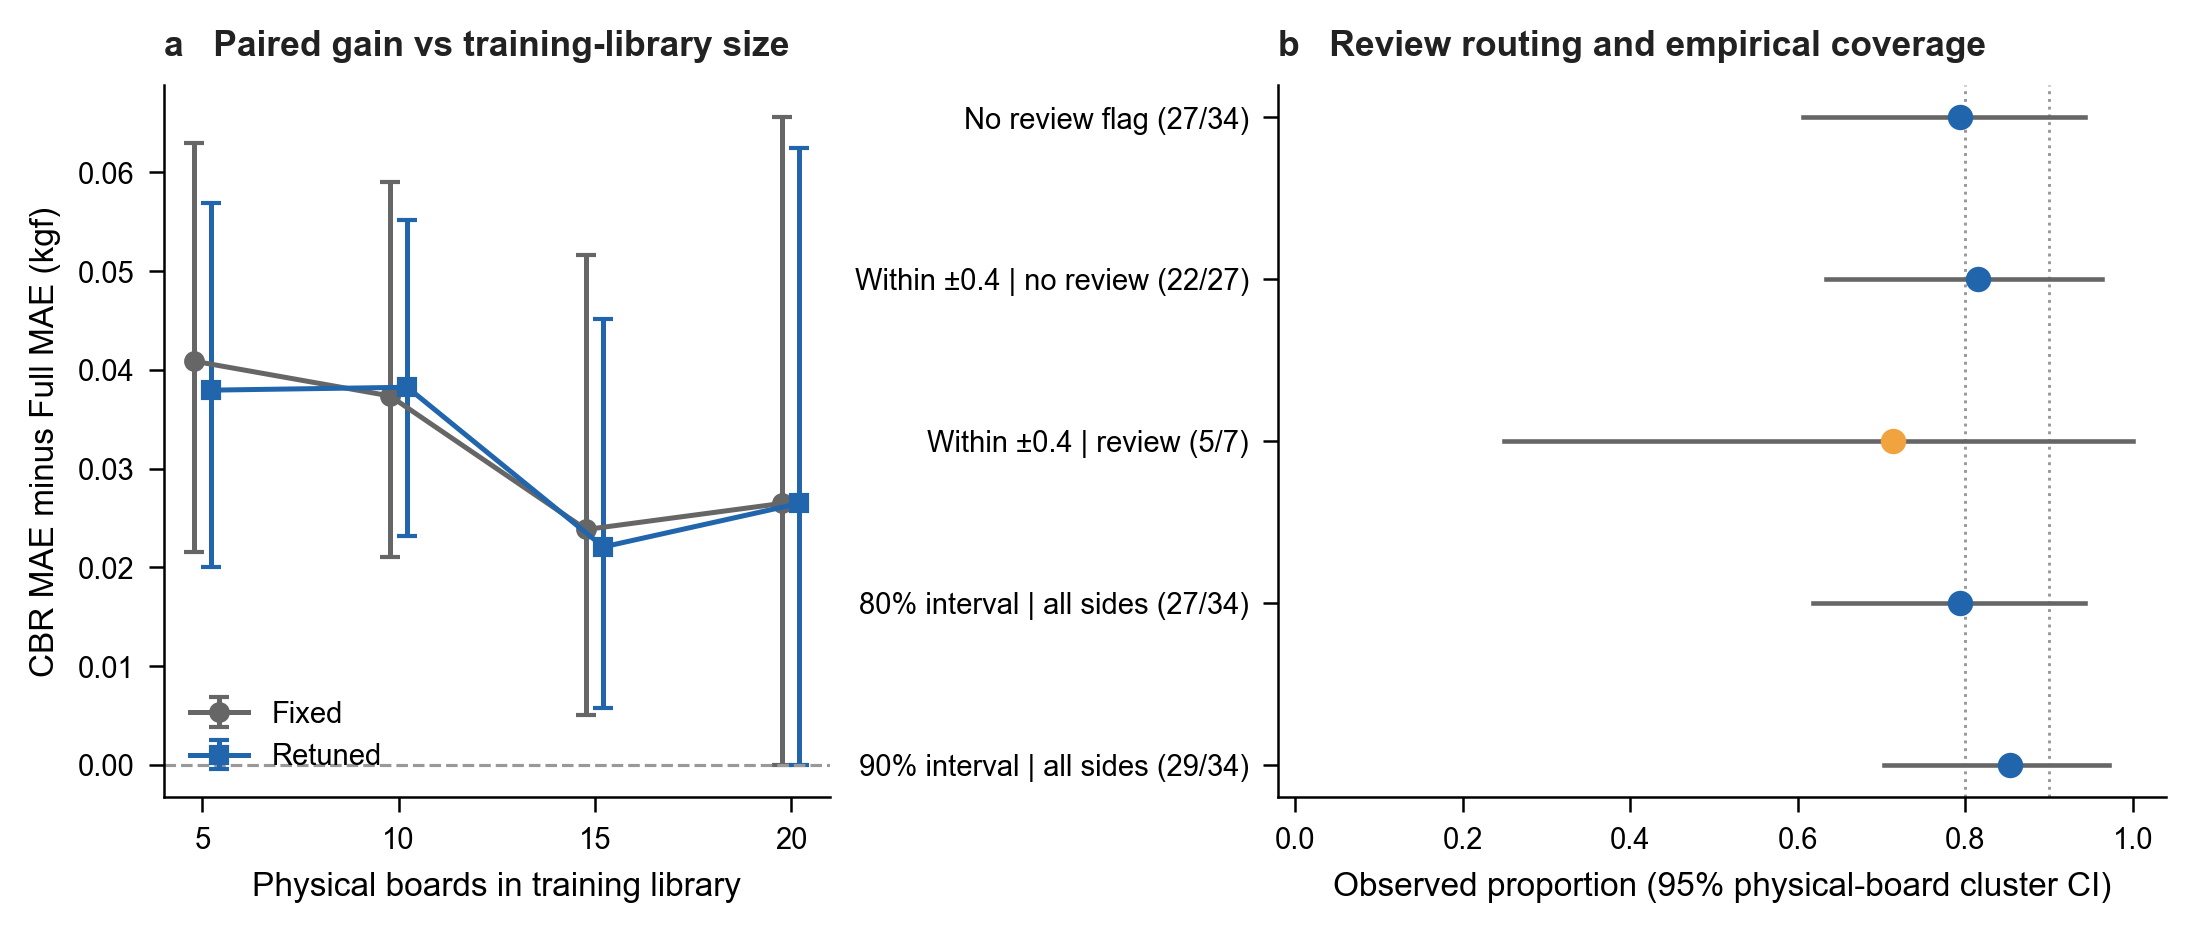 a Paired gain vs training-library size
CBR MAE minus Full MAE (kgf)
0.06
0.05
0.04
0.03
0.02
0.01
0.00
Fixed
Retuned
5 10 15 20
Physical boards in training library
b Review routing and empirical coverage
No review flag (27/34)
Within ±0.4 | no review (22/27)
Within ±0.4 | review (5/7)
80% interval | all sides (27/34)
90% interval | all sides (29/34)
0.0 0.2 0.4 0.6 0.8 1.0
Observed proportion (95% physical-board cluster CI)